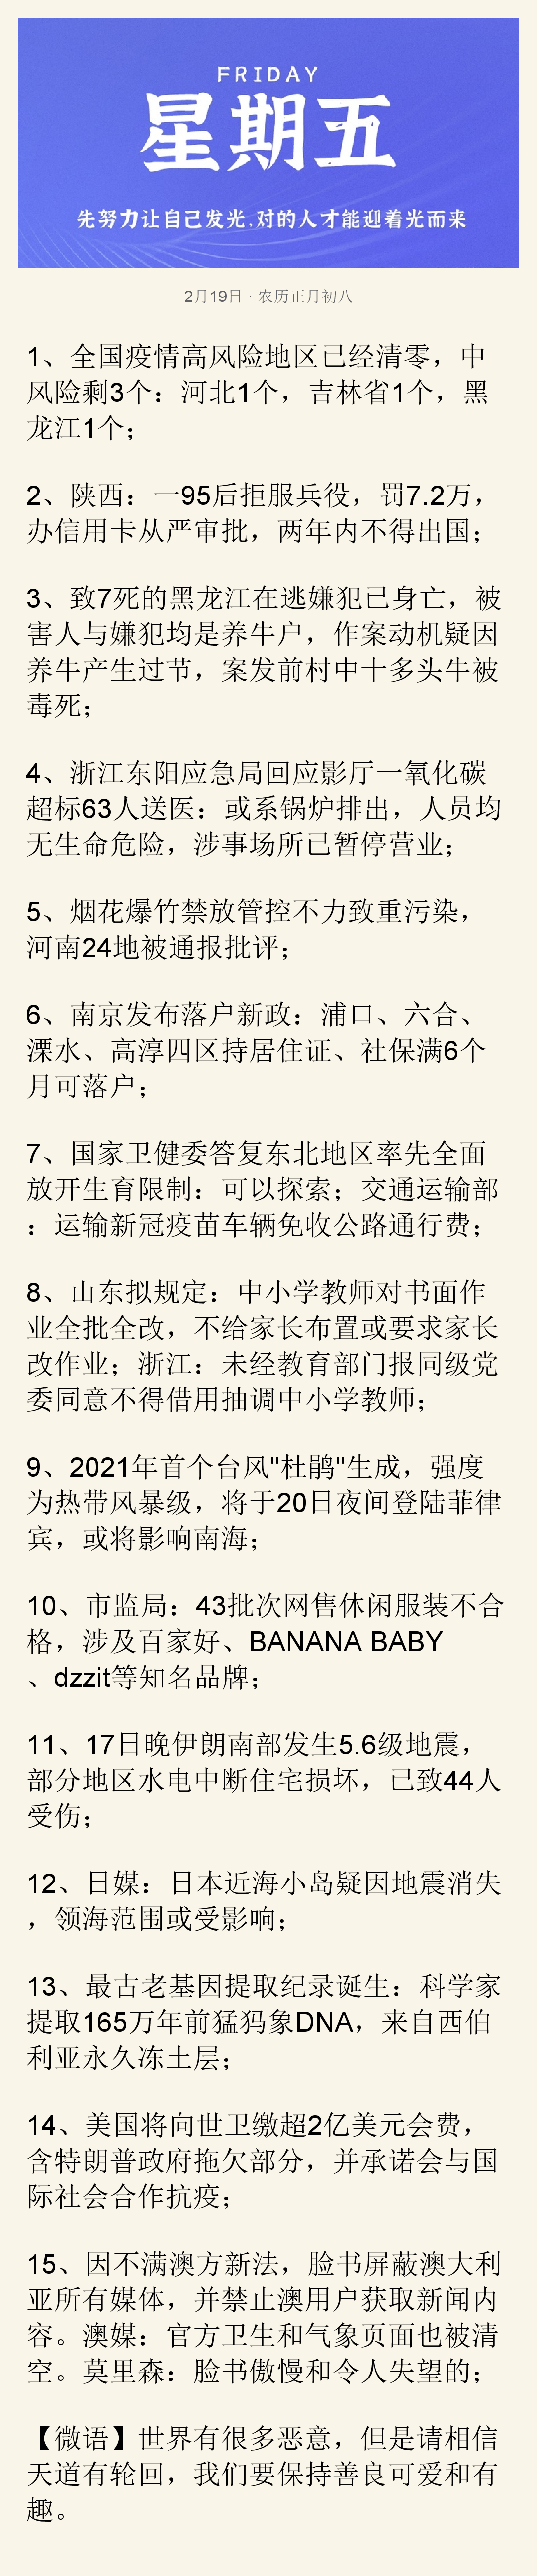 FRIDAY
星期五
先努力让自己发光,对的人才能迎着光而来
2月19日 · 农历正月初八
1、全国疫情高风险地区已经清零，中
风险剩3个：河北1个，吉林省1个，黑
龙江1个；
2、陕西：一95后拒服兵役，罚7.2万，
办信用卡从严审批，两年内不得出国；
3、致7死的黑龙江在逃嫌犯已身亡，被
害人与嫌犯均是养牛户，作案动机疑因
养牛产生过节，案发前村中十多头牛被
毒死；
4、浙江东阳应急局回应影厅一氧化碳
超标63人送医：或系锅炉排出，人员均
无生命危险，涉事场所已暂停营业；
5、烟花爆竹禁放管控不力致重污染，
河南24地被通报批评；
6、南京发布落户新政：浦口、六合、
溧水、高淳四区持居住证、社保满6个
月可落户；
7、国家卫健委答复东北地区率先全面
放开生育限制：可以探索；交通运输部
：运输新冠疫苗车辆免收公路通行费；
8、山东拟规定：中小学教师对书面作
业全批全改，不给家长布置或要求家长
改作业；浙江：未经教育部门报同级党
委同意不得借用抽调中小学教师；
9、2021年首个台风"杜鹃"生成，强度
为热带风暴级，将于20日夜间登陆菲律
宾，或将影响南海；
10、市监局：43批次网售休闲服装不合
格，涉及百家好、BANANA BABY
、dzzit等知名品牌；
11、17日晚伊朗南部发生5.6级地震，
部分地区水电中断住宅损坏，已致44人
受伤；
12、日媒：日本近海小岛疑因地震消失
，领海范围或受影响；
13、最古老基因提取纪录诞生：科学家
提取165万年前猛犸象DNA，来自西伯
利亚永久冻土层；
14、美国将向世卫缴超2亿美元会费，
含特朗普政府拖欠部分，并承诺会与国
际社会合作抗疫；
15、因不满澳方新法，脸书屏蔽澳大利
亚所有媒体，并禁止澳用户获取新闻内
容。澳媒：官方卫生和气象页面也被清
空。莫里森：脸书傲慢和令人失望的；
【微语】世界有很多恶意，但是请相信
天道有轮回，我们要保持善良可爱和有
趣。